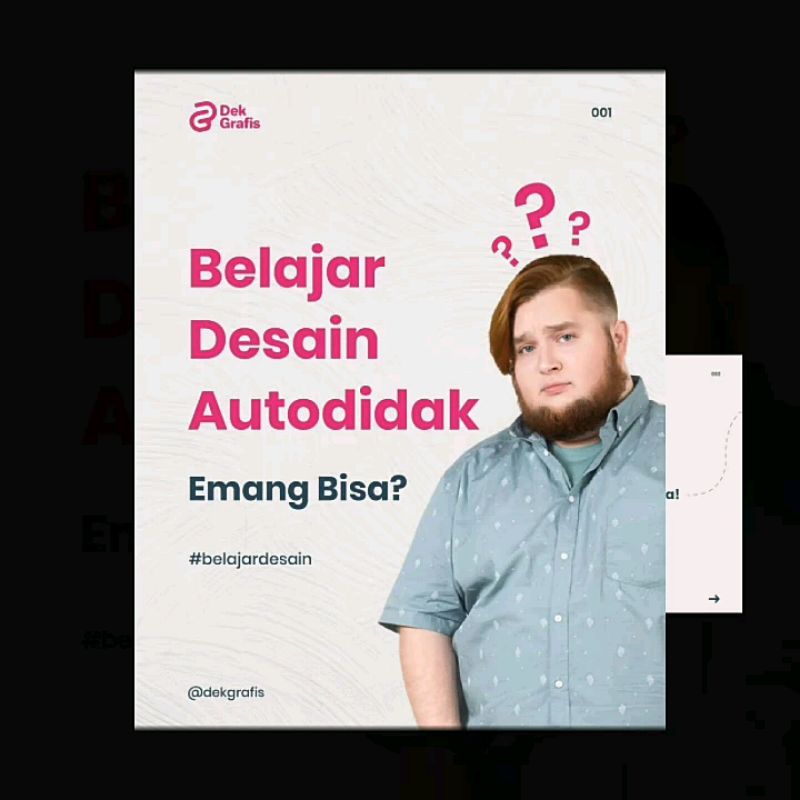 Dek
Grafis
001
? ? ?
Belajar
Desain
Autodidak
Emang Bisa?
#belajardesain
@dekgrafis
a!
→